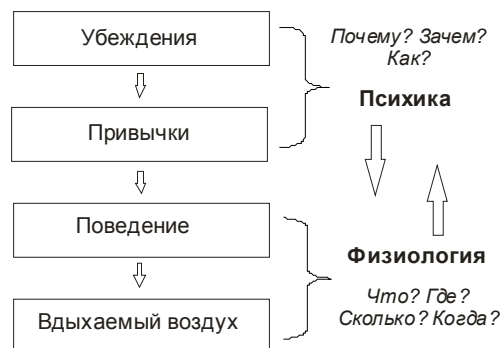 Убеждения
Привычки
Поведение
Вдыхаемый воздух
Почему? Зачем?
Как?
Психика
Физиология
Что? Где?
Сколько? Когда?